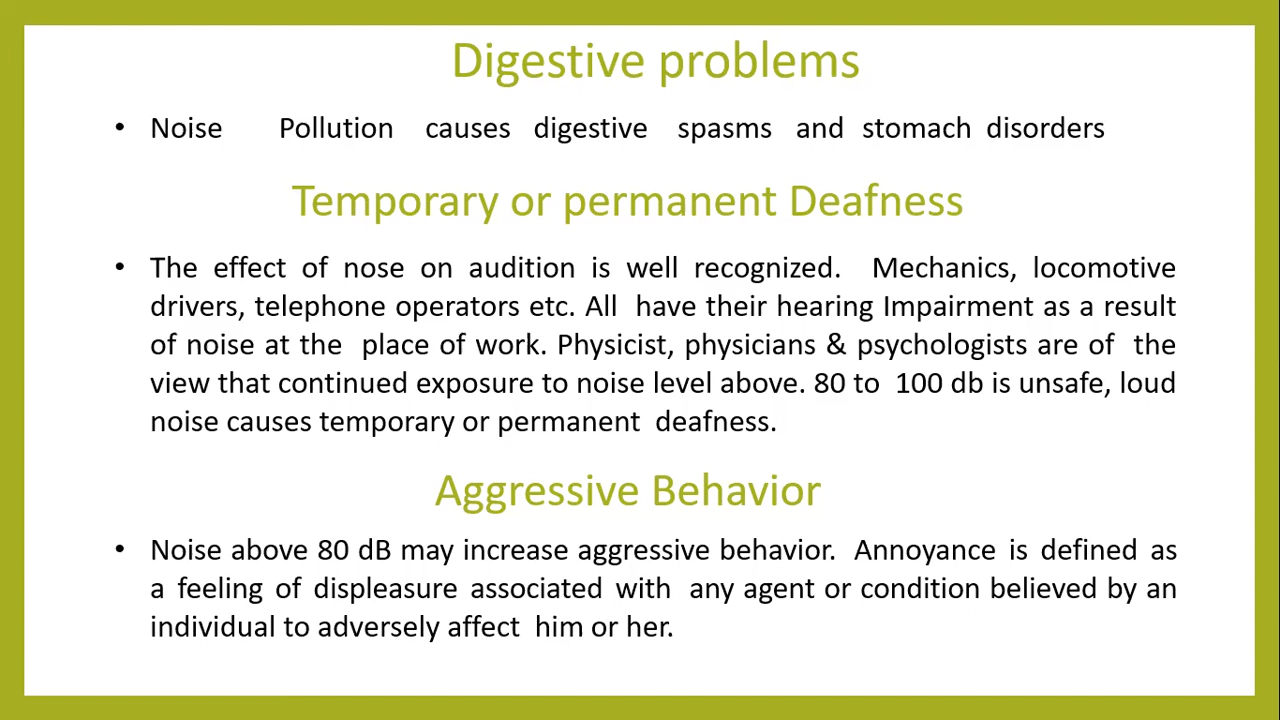 Digestive problems
• Noise Pollution causes digestive spasms and stomach disorders
Temporary or permanent Deafness
• The effect of nose on audition is well recognized. Mechanics, locomotive
drivers, telephone operators etc. All have their hearing Impairment as a result
of noise at the place of work. Physicist, physicians & psychologists are of the
view that continued exposure to noise level above. 80 to 100 db is unsafe, loud
noise causes temporary or permanent deafness.
Aggressive Behavior
• Noise above 80 dB may increase aggressive behavior. Annoyance is defined as
a feeling of displeasure associated with any agent or condition believed by an
individual to adversely affect him or her.